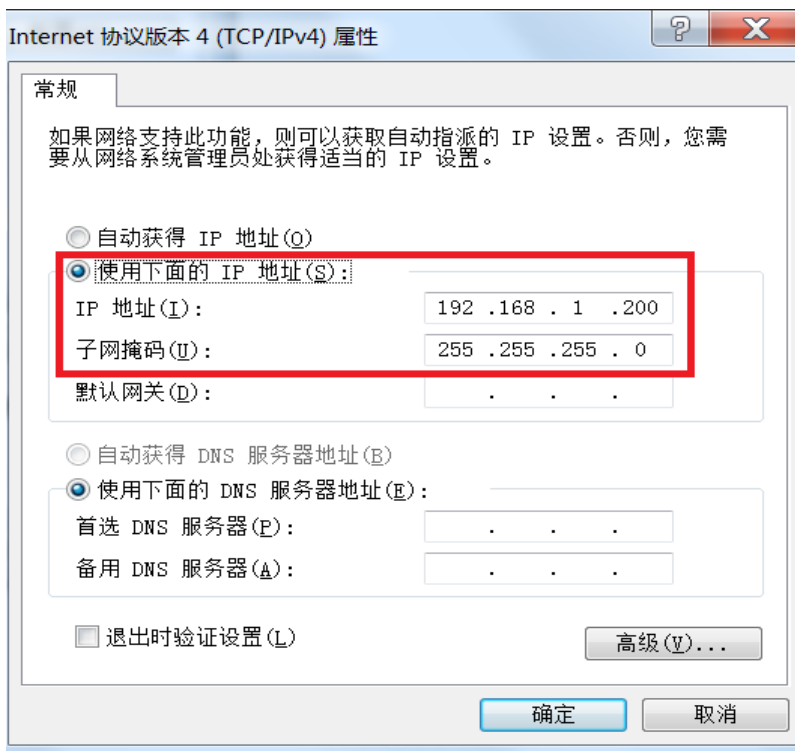 Internet 协议版本 4 (TCP/IPv4) 属性
常规
如果网络支持此功能，则可以获取自动指派的 IP 设置。否则，您需
要从网络系统管理员处获得适当的 IP 设置。
自动获得 IP 地址(O)
使用下面的 IP 地址(S):
IP 地址(I): 192 .168 . 1 .200
子网掩码(U): 255 .255 .255 . 0
默认网关(D): . . .
自动获得 DNS 服务器地址(B)
使用下面的 DNS 服务器地址(E):
首选 DNS 服务器(P): . . .
备用 DNS 服务器(A): . . .
退出时验证设置(L)
高级(V)...
确定 取消